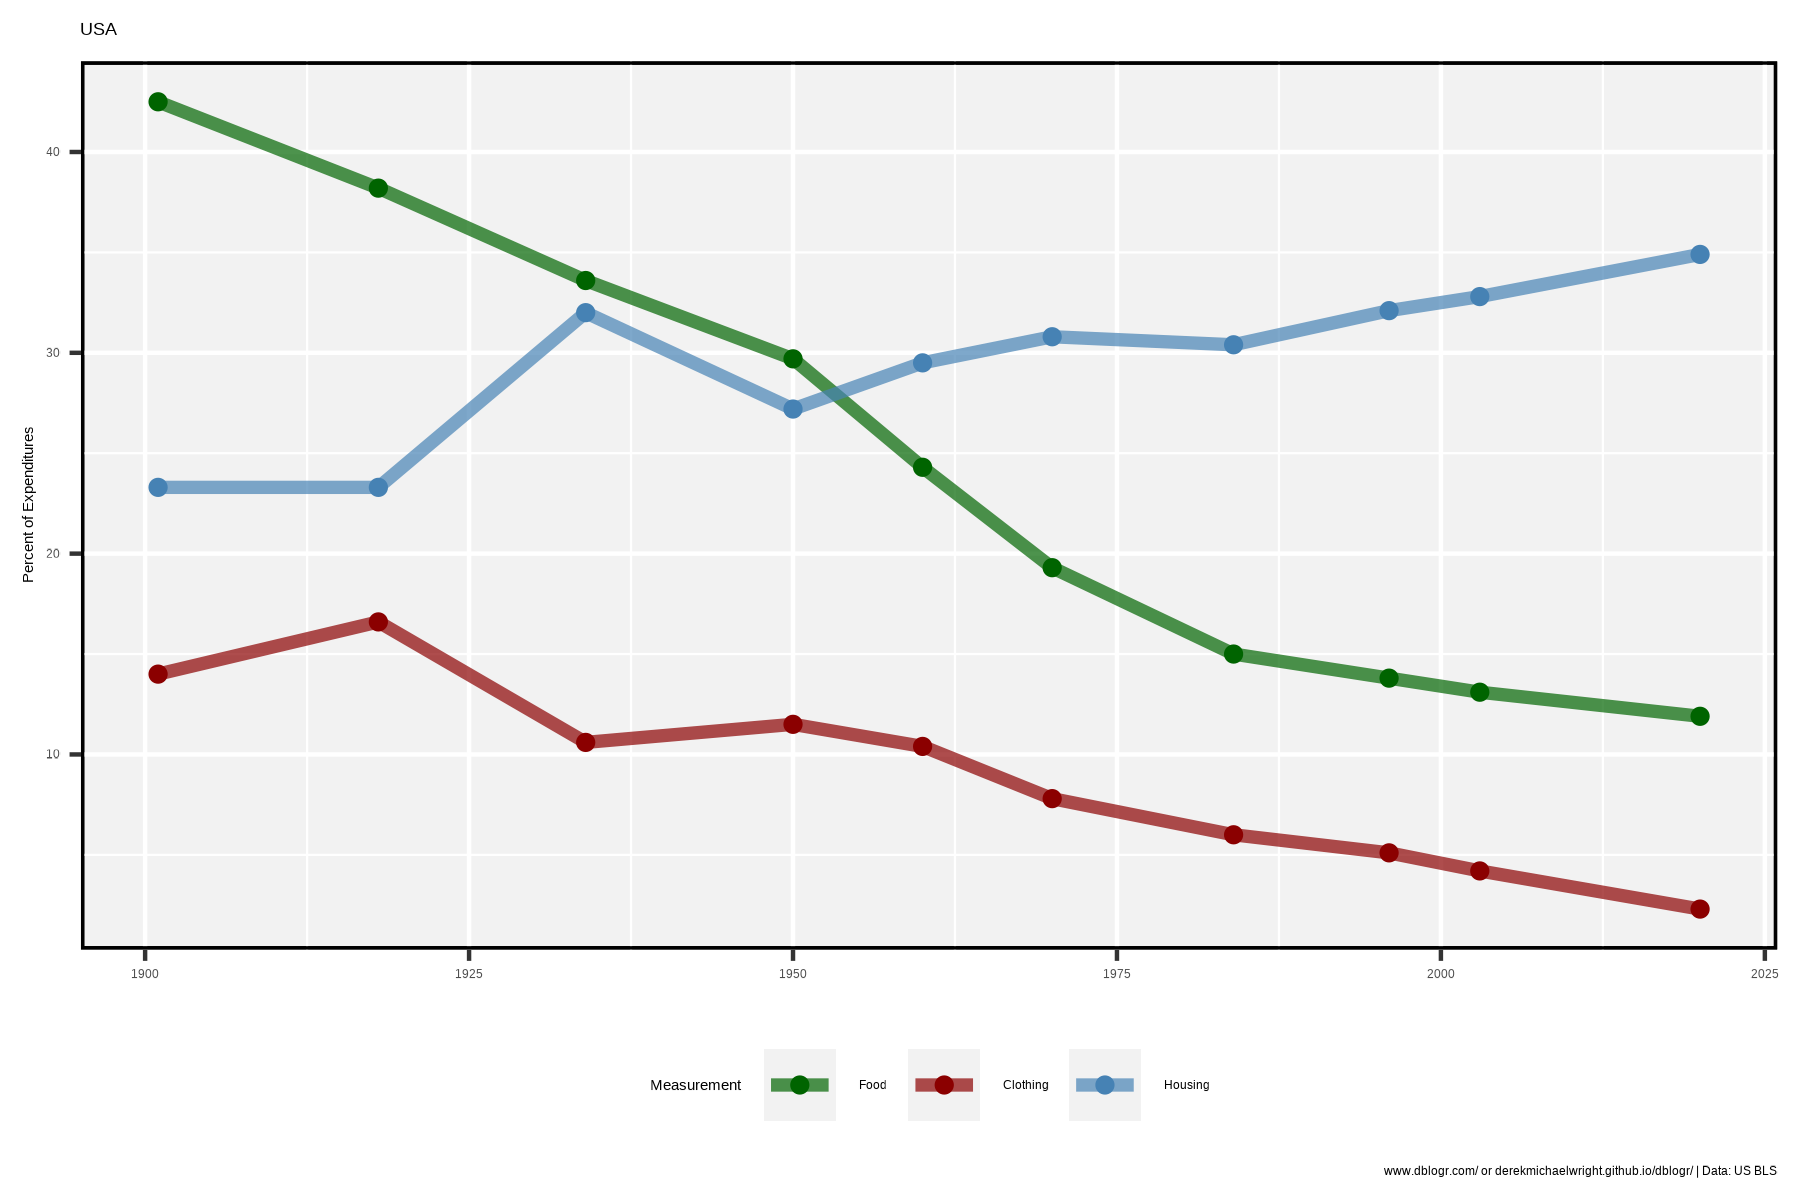 USA
Percent of Expenditures
40
30
20
10
1900 1925 1950 1975 2000 2025
Measurement Food Clothing Housing
www.dblogr.com/ or derekmichaelwright.github.io/dblogr/ | Data: US BLS